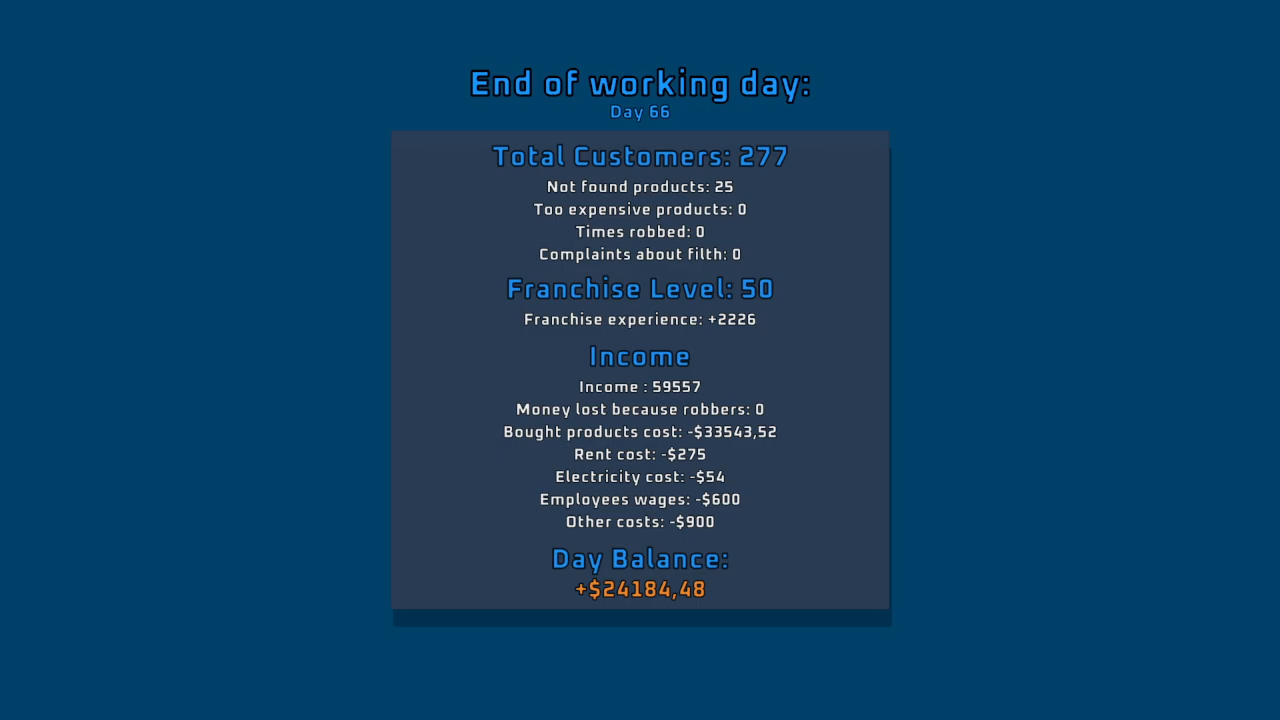 End of working day:
Day 66
Total Customers: 277
Not found products: 25
Too expensive products: 0
Times robbed: 0
Complaints about filth: 0
Franchise Level: 50
Franchise experience: +2226
Income
Income : 59557
Money lost because robbers: 0
Bought products cost: -$33543,52
Rent cost: -$275
Electricity cost: -$54
Employees wages: -$600
Other costs: -$900
Day Balance:
+$24184,48